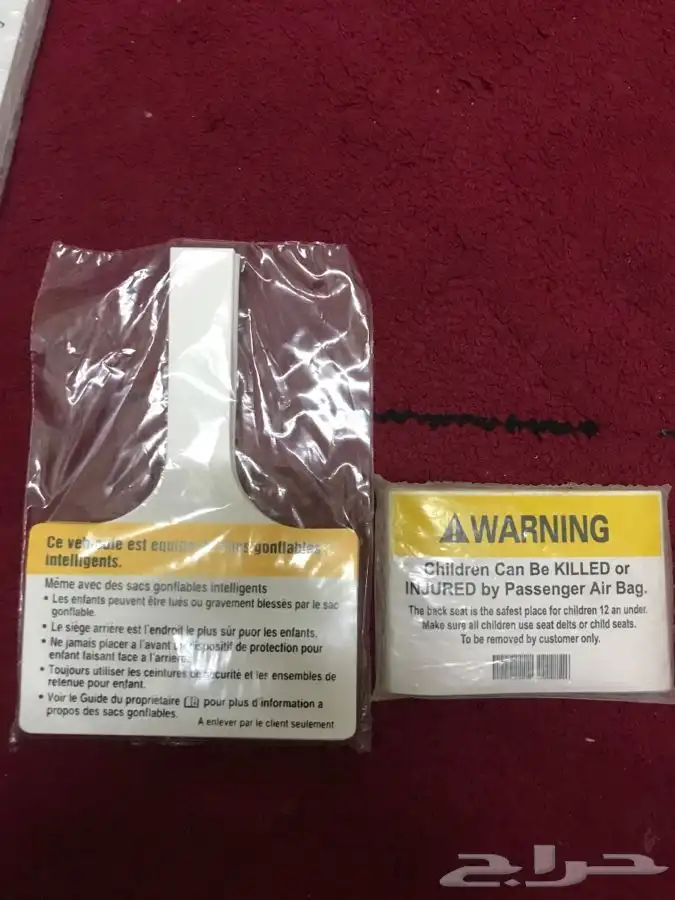 Ce vehicule est equipe de sacs gonflables
intelligents.
Même avec des sacs gonflables intelligents
• Les enfants peuvent être tués ou gravement blessés par le sac
gonflable.
• Le siège arrière est l'endroit le plus sûr puor les enfants.
• Ne jamais placer a l'avant un dispositif de protection pour
enfant faisant face a l'arrière.
• Toujours utiliser les ceintures de sécurité et les ensembles de
retenue pour enfant.
• Voir le Guide du proprietaire pour plus d'information a
propos des sacs gonflables.
A enlever par le client seulement
WARNING
Children Can Be KILLED or
INJURED by Passenger Air Bag.
The back seat is the safest place for children 12 an under.
Make sure all children use seat delts or child seats.
To be removed by customer only.
حراج